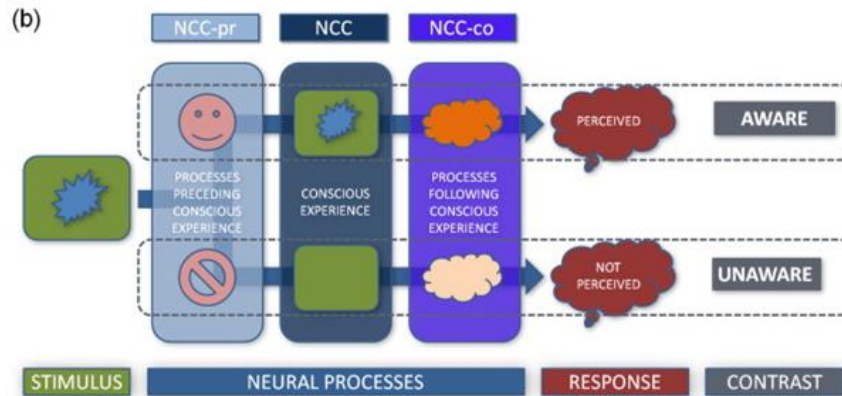 (b)
NCC-pr
NCC
NCC-co
PERCEIVED
AWARE
PROCESSES
PRECEDING
CONSCIOUS
EXPERIENCE
CONSCIOUS
EXPERIENCE
PROCESSES
FOLLOWING
CONSCIOUS
EXPERIENCE
NOT
PERCEIVED
UNAWARE
STIMULUS
NEURAL PROCESSES
RESPONSE
CONTRAST